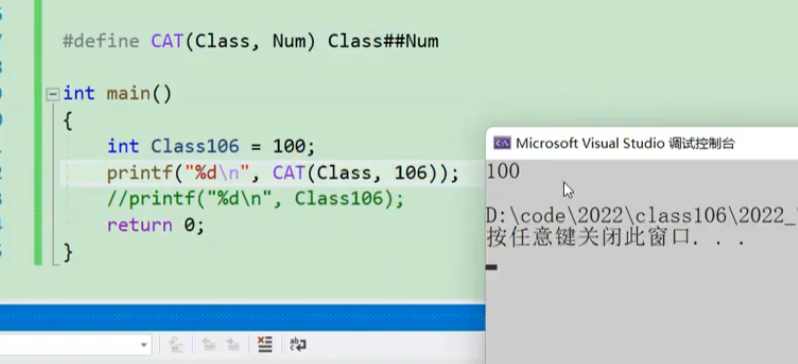 #define CAT(Class, Num) Class##Num
int main()
{
int Class106 = 100;
printf("%d\n", CAT(Class, 106));
//printf("%d\n", Class106);
return 0;
}
Microsoft Visual Studio 调试控制台
100
D:\code\2022\class106\2022_
按任意键关闭此窗口. . .